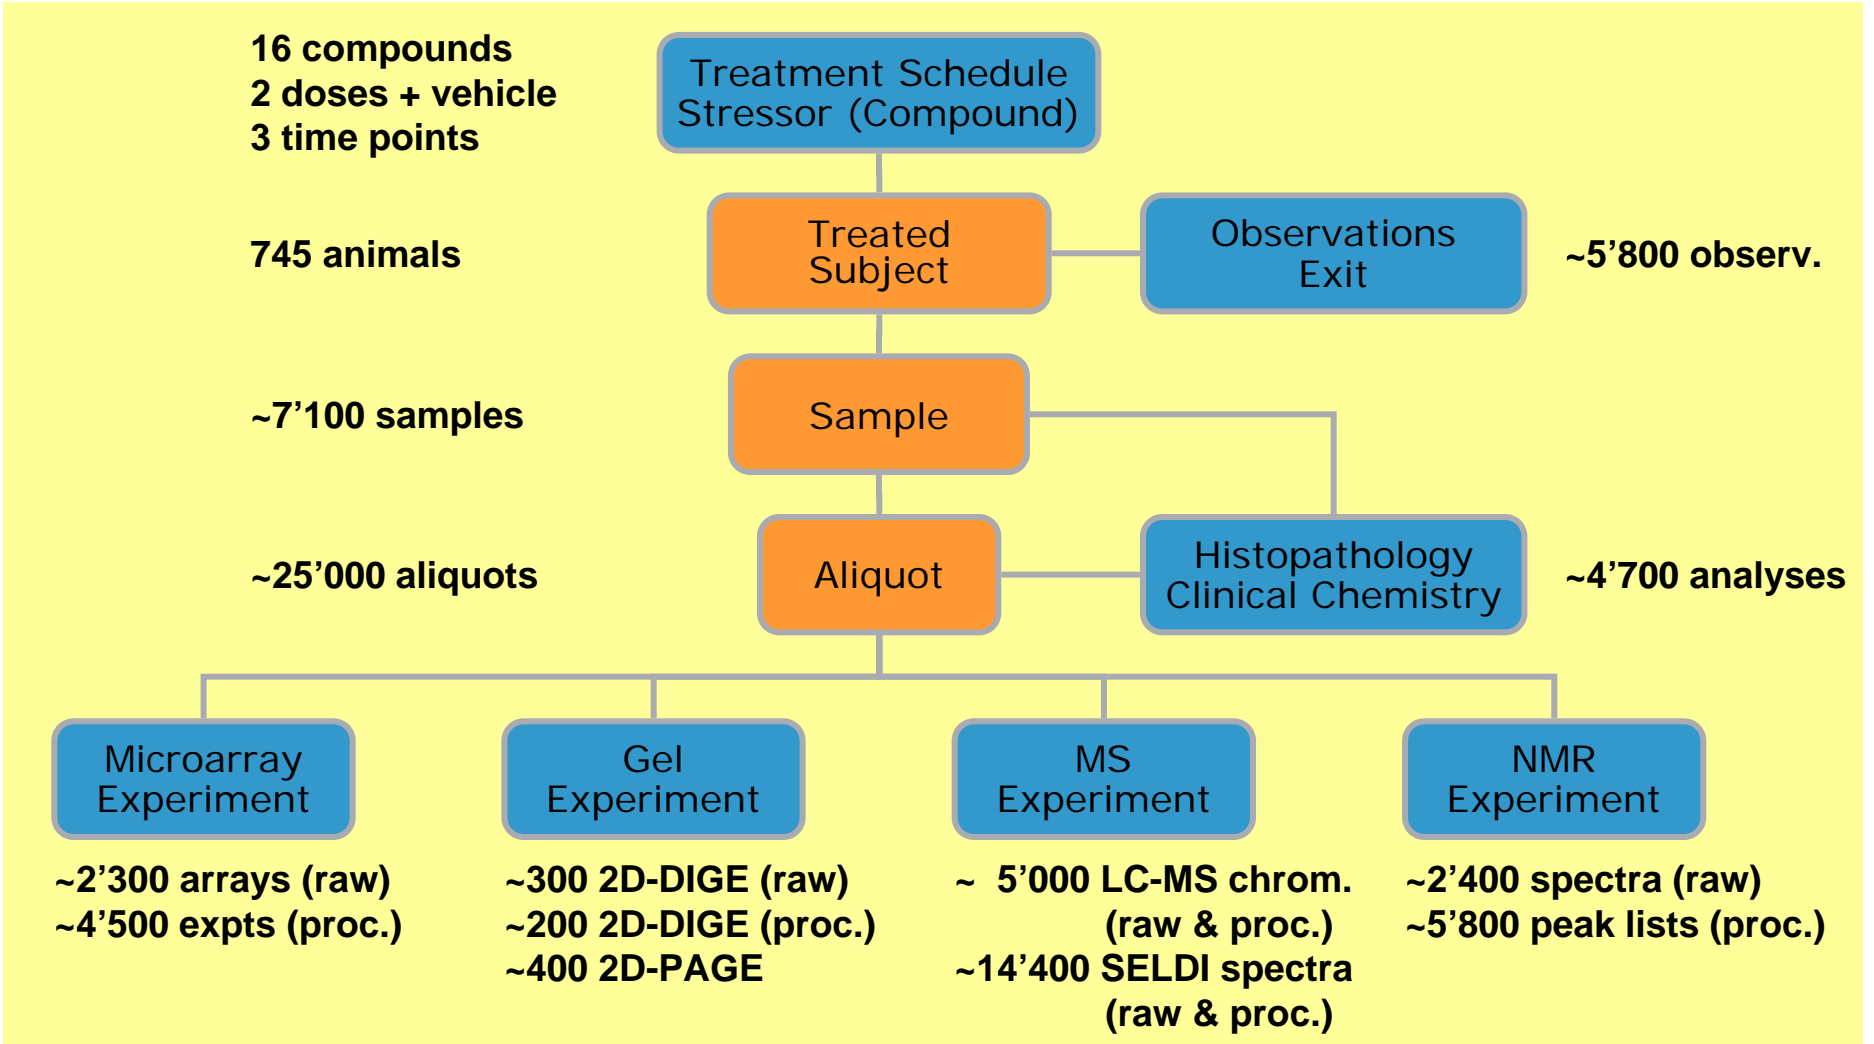 16 compounds
2 doses + vehicle
3 time points
Treatment Schedule
Stressor (Compound)
745 animals
Treated
Subject
Observations
Exit
~5’800 observ.
~7’100 samples
Sample
~25’000 aliquots
Aliquot
Histopathology
Clinical Chemistry
~4’700 analyses
Microarray
Experiment
Gel
Experiment
MS
Experiment
NMR
Experiment
~2’300 arrays (raw)
~4’500 expts (proc.)
~300 2D-DIGE (raw)
~200 2D-DIGE (proc.)
~400 2D-PAGE
~ 5’000 LC-MS chrom.
(raw & proc.)
~14’400 SELDI spectra
(raw & proc.)
~2’400 spectra (raw)
~5’800 peak lists (proc.)